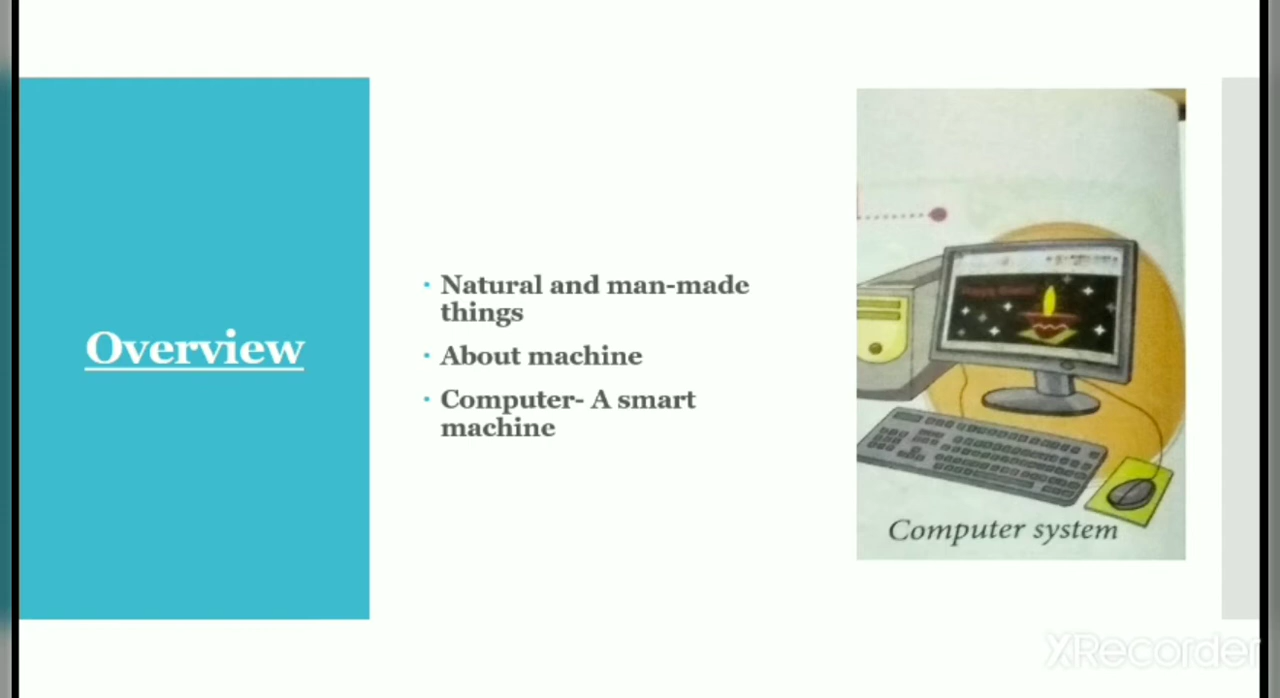 Overview
Natural and man-made
things
About machine
Computer- A smart
machine
Computer system
XRecorder